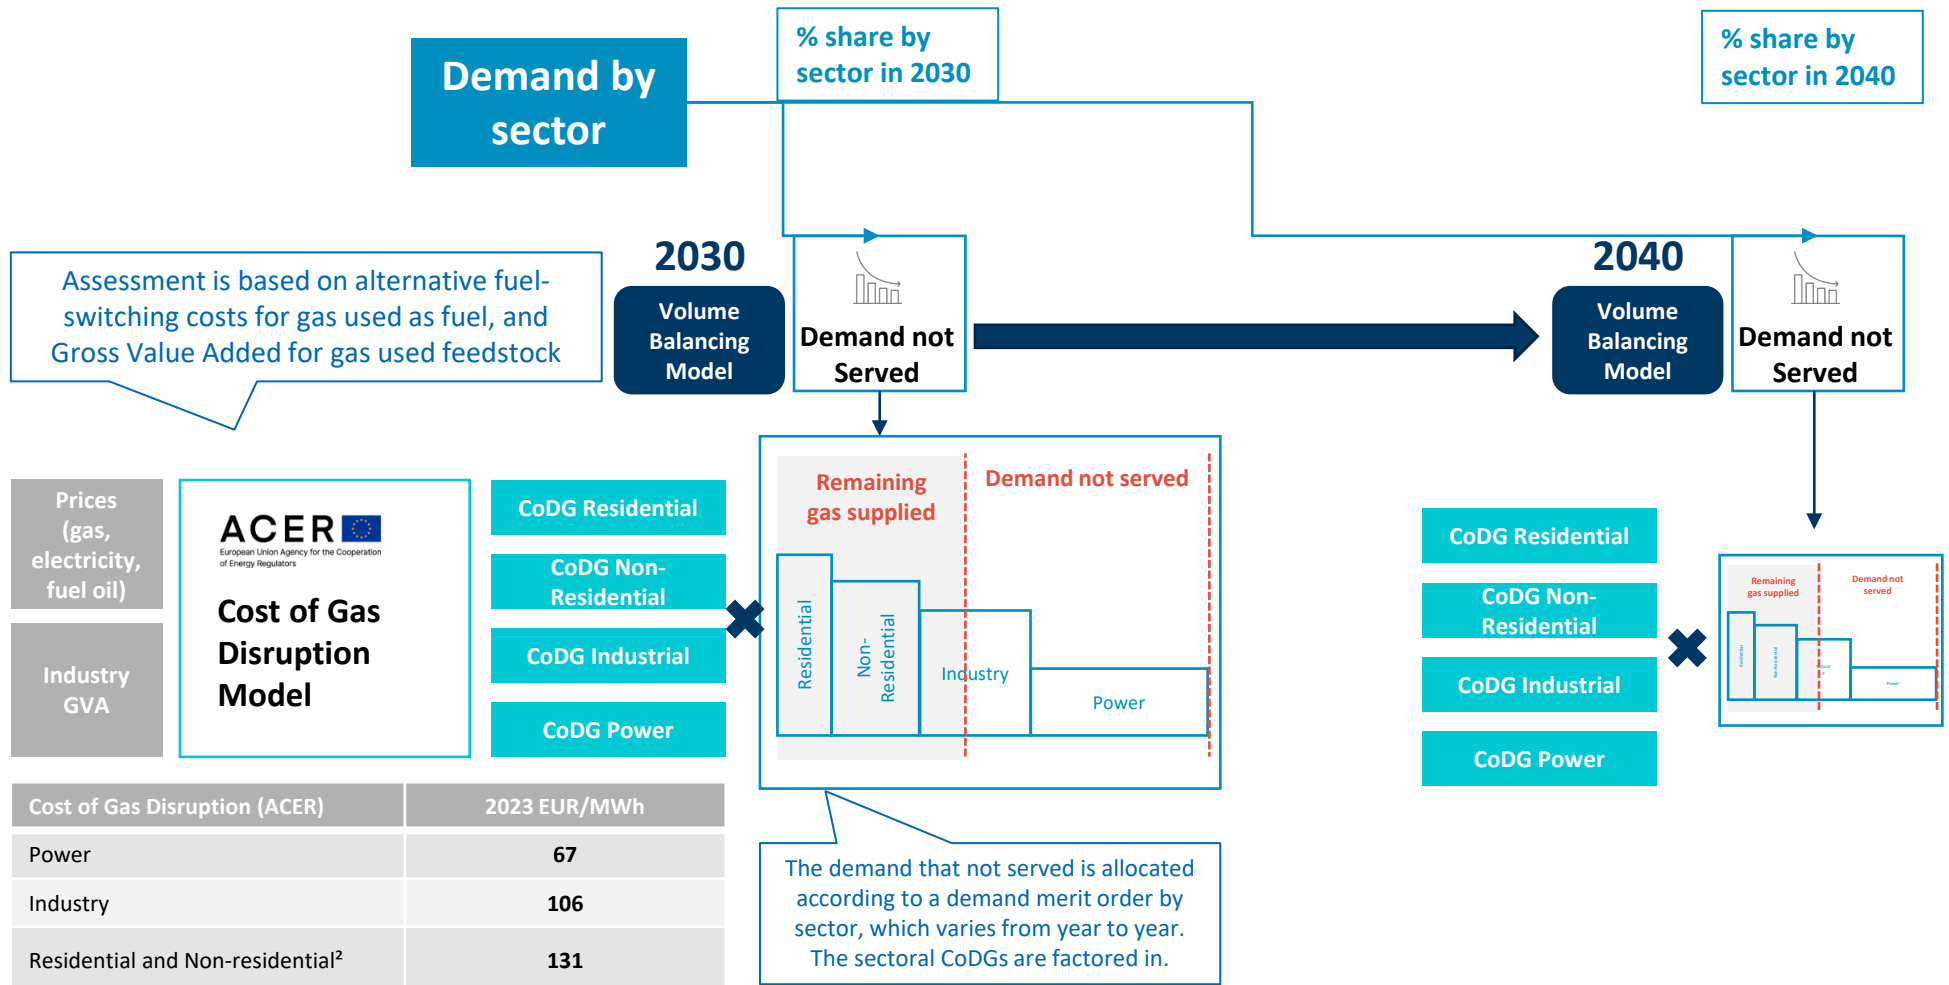 Demand by
sector
% share by
sector in 2030
% share by
sector in 2040
Assessment is based on alternative fuel-
switching costs for gas used as fuel, and
Gross Value Added for gas used feedstock
2030
Volume
Balancing
Model
Demand not
Served
2040
Volume
Balancing
Model
Demand not
Served
Prices
(gas,
electricity,
fuel oil)
Industry
GVA
ACER
European Union Agency for the Cooperation
of Energy Regulators
Cost of Gas
Disruption
Model
CoDG Residential
CoDG Non-
Residential
CoDG Industrial
CoDG Power
Remaining
gas supplied
Demand not served
Residential
Non-
Residential
Industry
Power
CoDG Residential
CoDG Non-
Residential
CoDG Industrial
CoDG Power
Remaining
gas supplied
Demand not
served
Residential
Non-Residential
Power
Cost of Gas Disruption (ACER) 2023 EUR/MWh
Power 67
Industry 106
Residential and Non-residential² 131
The demand that not served is allocated
according to a demand merit order by
sector, which varies from year to year.
The sectoral CoDGs are factored in.